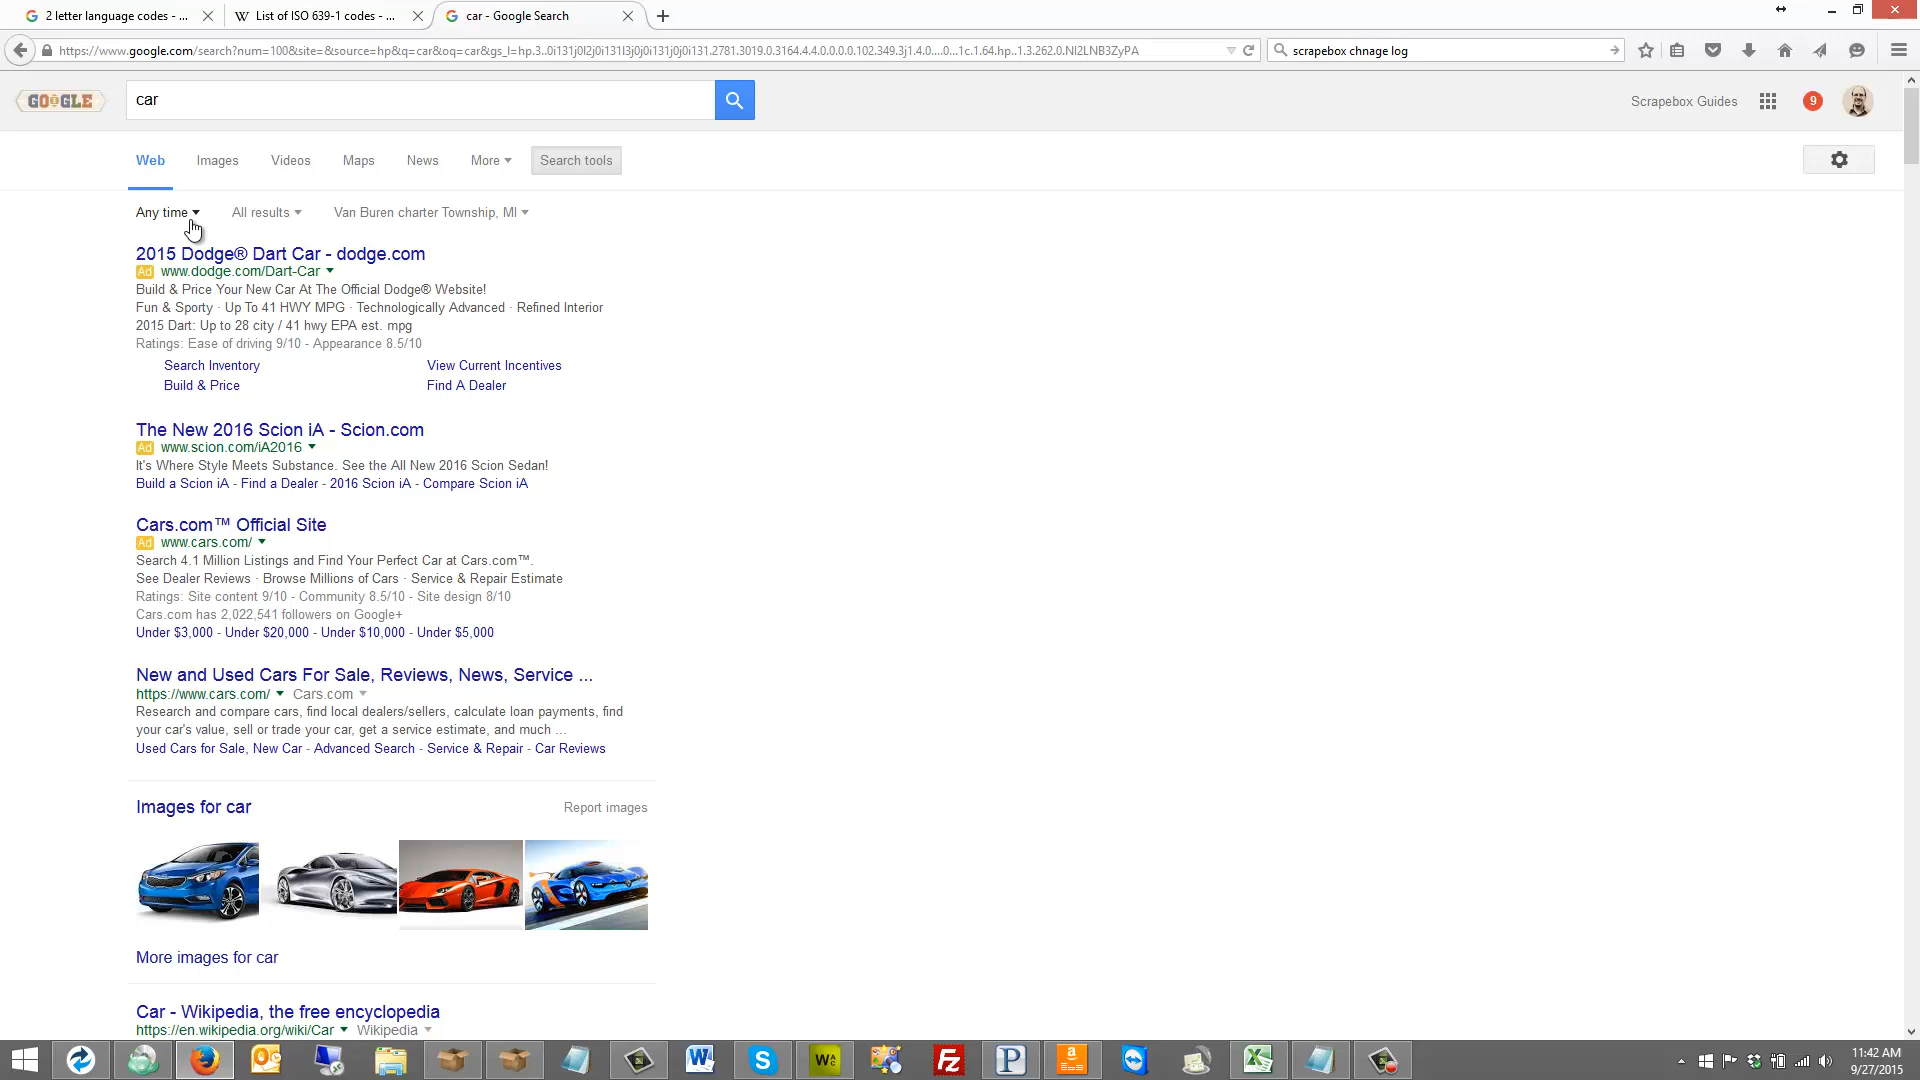 2 letter language codes - ...
List of ISO 639-1 codes - ...
car - Google Search
https://www.google.com/search?num=100&site=&source=hp&q=car&oq=car&gs_l=hp.3..0i131j0l2j0i131l3j0j0i131j0j0i131.2781.3019.0.3164.4.4.0.0.0.0.102.349.3j1.4.0....0...1c.1.64.hp..1.3.262.0.NI2LNB3ZyPA
scrapebox chnage log
GOOGLE
car
Scrapebox Guides
9
Web
Images
Videos
Maps
News
More
Search tools
Any time
All results
Van Buren charter Township, MI
2015 Dodge® Dart Car - dodge.com
Ad www.dodge.com/Dart-Car
Build & Price Your New Car At The Official Dodge® Website!
Fun & Sporty · Up To 41 HWY MPG · Technologically Advanced · Refined Interior
2015 Dart: Up to 28 city / 41 hwy EPA est. mpg
Ratings: Ease of driving 9/10 - Appearance 8.5/10
Search Inventory
View Current Incentives
Build & Price
Find A Dealer
The New 2016 Scion iA - Scion.com
Ad www.scion.com/iA2016
It's Where Style Meets Substance. See the All New 2016 Scion Sedan!
Build a Scion iA - Find a Dealer - 2016 Scion iA - Compare Scion iA
Cars.com™ Official Site
Ad www.cars.com/
Search 4.1 Million Listings and Find Your Perfect Car at Cars.com™.
See Dealer Reviews · Browse Millions of Cars · Service & Repair Estimate
Ratings: Site content 9/10 - Community 8.5/10 - Site design 8/10
Cars.com has 2,022,541 followers on Google+
Under $3,000 - Under $20,000 - Under $10,000 - Under $5,000
New and Used Cars For Sale, Reviews, News, Service ...
https://www.cars.com/ Cars.com
Research and compare cars, find local dealers/sellers, calculate loan payments, find
your car's value, sell or trade your car, get a service estimate, and much ...
Used Cars for Sale, New Car - Advanced Search - Service & Repair - Car Reviews
Images for car
Report images
More images for car
Car - Wikipedia, the free encyclopedia
https://en.wikipedia.org/wiki/Car Wikipedia
11:42 AM
9/27/2015